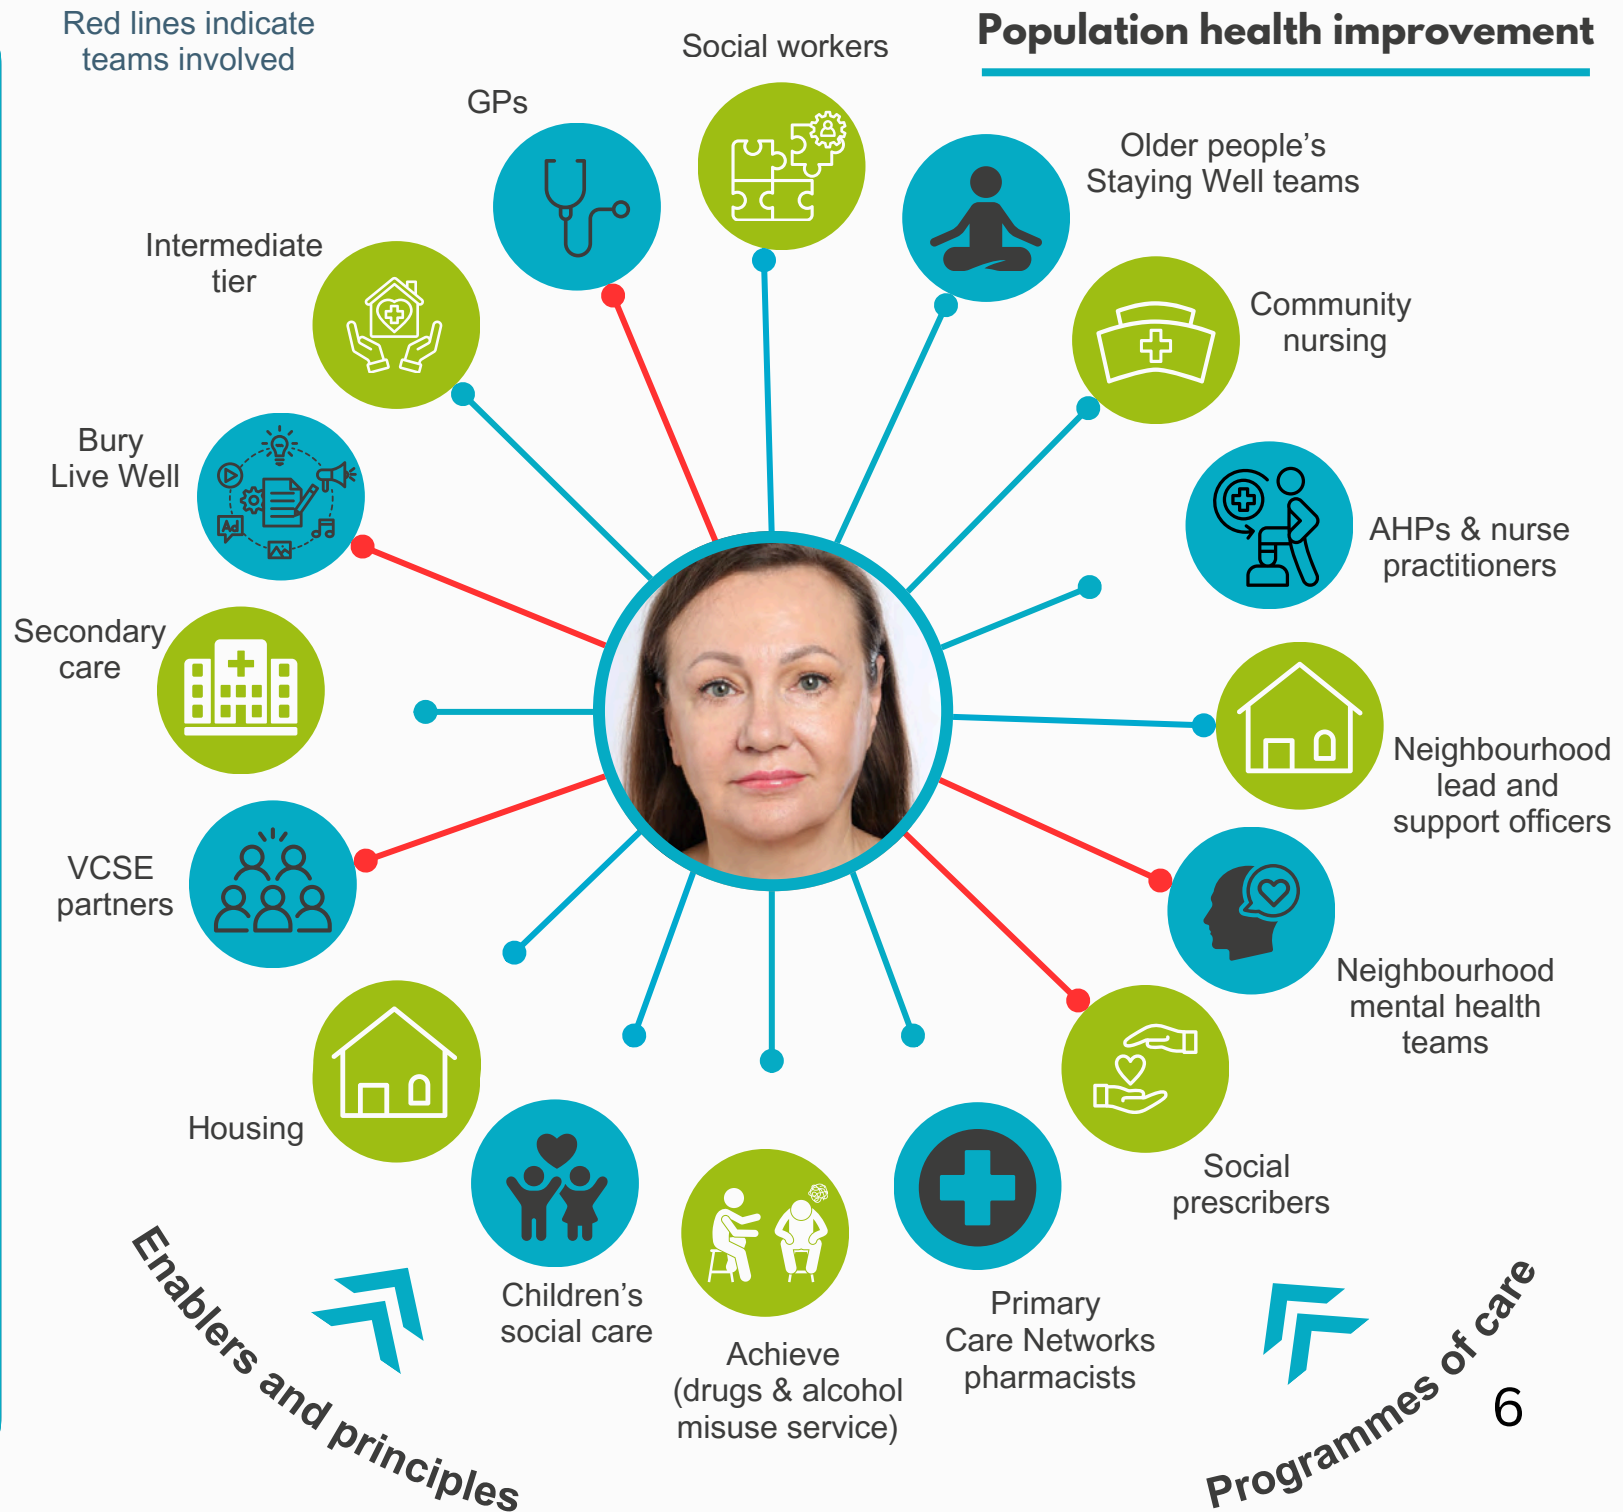 Red lines indicate
teams involved
Population health improvement
Social workers
GPs
Older people's
Staying Well teams
Intermediate
tier
Community
nursing
Bury
Live Well
Ad
AHPs & nurse
practitioners
Secondary
care
Neighbourhood
lead and
support officers
VCSE
partners
Neighbourhood
mental health
teams
Housing
Social
prescribers
Children's
social care
Primary
Care Networks
pharmacists
Achieve
(drugs & alcohol
misuse service)
Enablers and principles
Programmes of care
6